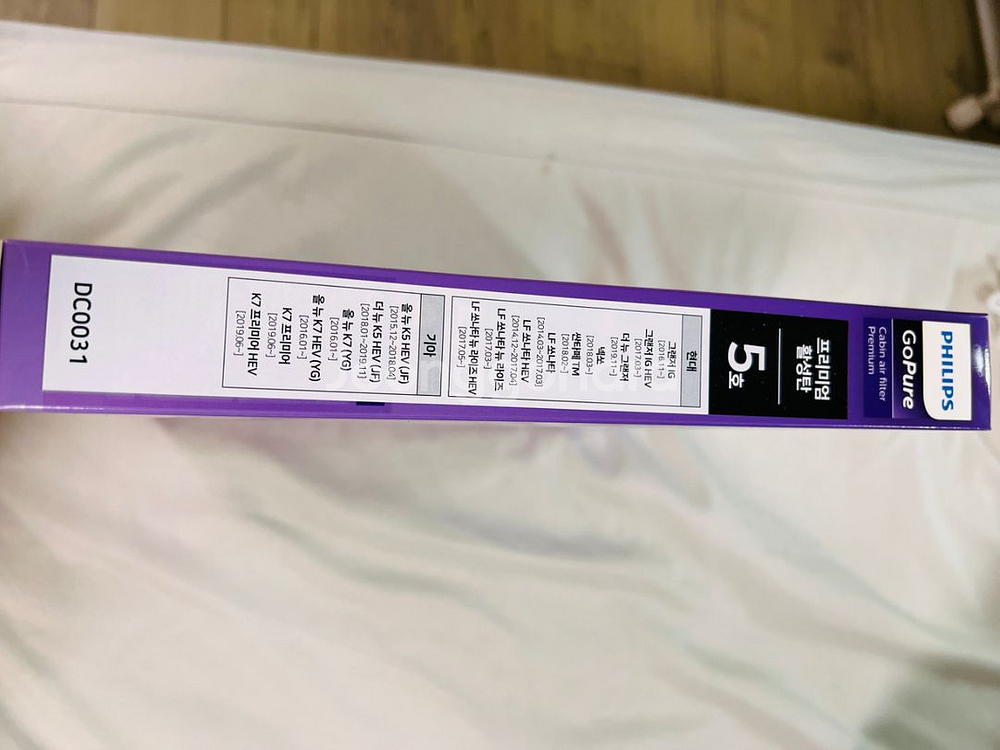 PHILIPS
GoPure
Cabin air filter
Premium
프리미엄
활성탄
5호
현대
그랜저 IG
[2016.11~]
그랜저 IG HEV
[2017.03~]
더 뉴 그랜저
[2019.11~]
넥쏘
[2018.03~]
싼타페 TM
[2018.02~]
LF 쏘나타
[2014.03~2017.03]
LF 쏘나타 HEV
[2014.12~2017.04]
LF 쏘나타 뉴 라이즈
[2017.03~]
LF 쏘나타 뉴 라이즈 HEV
[2017.05~]
기아
올 뉴 K5 HEV (JF)
[2015.12~2018.04]
더 뉴 K5 HEV (JF)
[2018.01~2019.11]
올 뉴 K7 (YG)
[2016.01~]
올 뉴 K7 HEV (YG)
[2016.01~]
K7 프리미어
[2019.06~]
K7 프리미어 HEV
[2019.06~]
DC0031